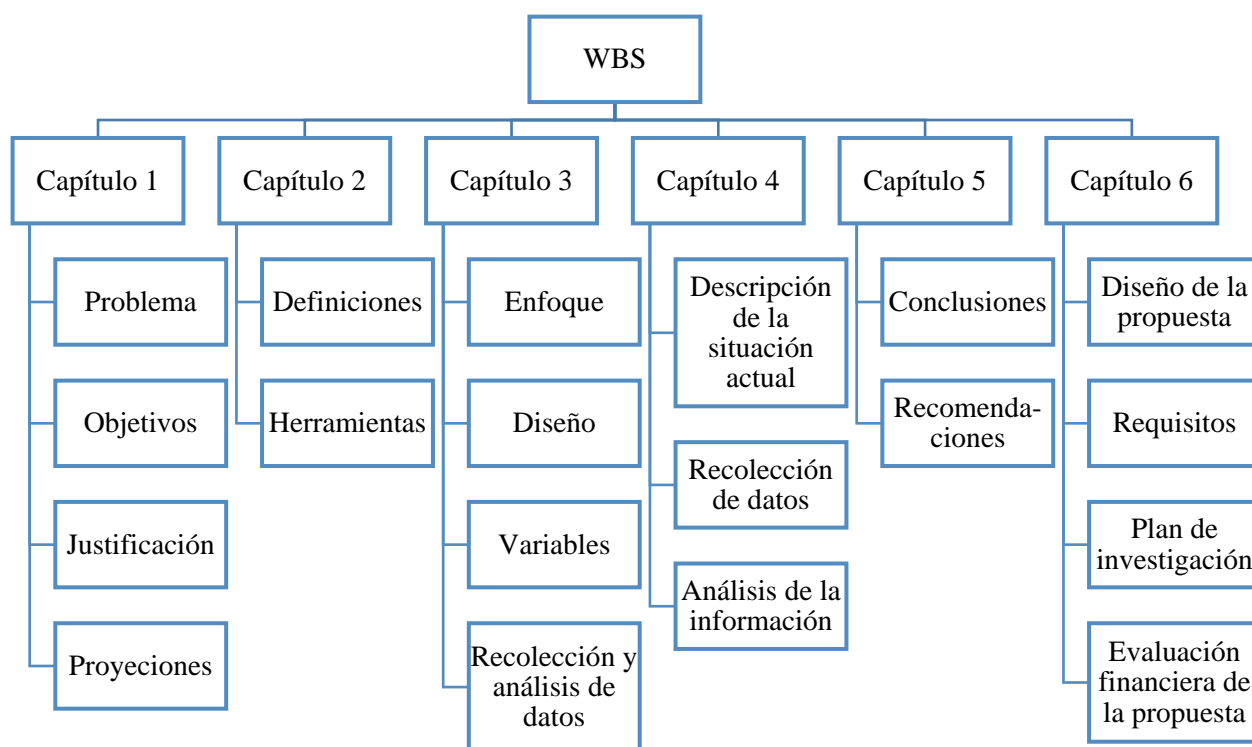 WBS
Capítulo 1
Problema
Objetivos
Justificación
Proyeciones
Capítulo 2
Definiciones
Herramientas
Capítulo 3
Enfoque
Diseño
Variables
Recolección y
análisis de
datos
Capítulo 4
Descripción
de la
situación
actual
Recolección
de datos
Análisis de la
información
Capítulo 5
Conclusiones
Recomenda-
ciones
Capítulo 6
Diseño de la
propuesta
Requisitos
Plan de
investigación
Evaluación
financiera de
la propuesta